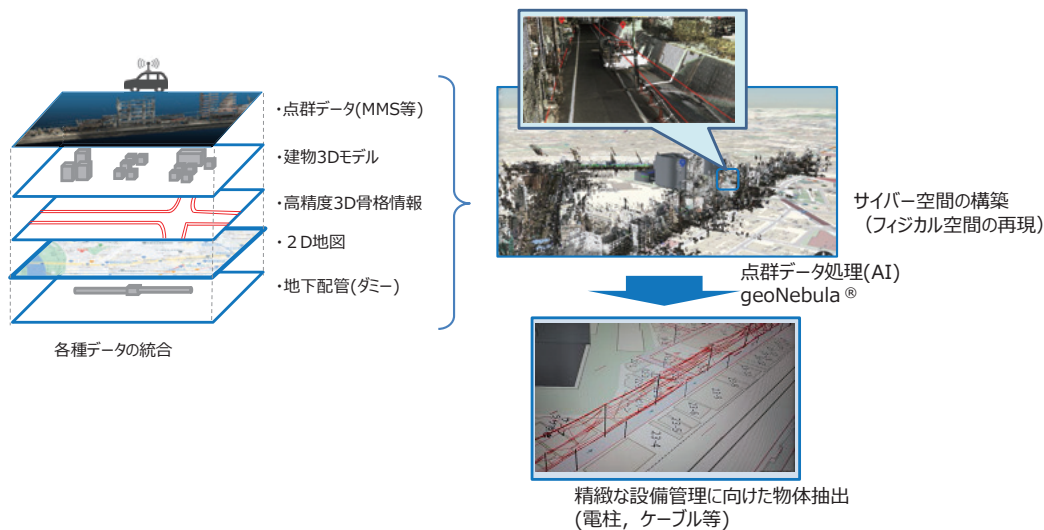 ・点群データ(MMS等)
・建物3Dモデル
・高精度3D骨格情報
・２D地図
・地下配管(ダミー)
各種データの統合
サイバー空間の構築
（フィジカル空間の再現）
点群データ処理(AI)
geoNebula®
23-4
23-5
精緻な設備管理に向けた物体抽出
(電柱，ケーブル等)